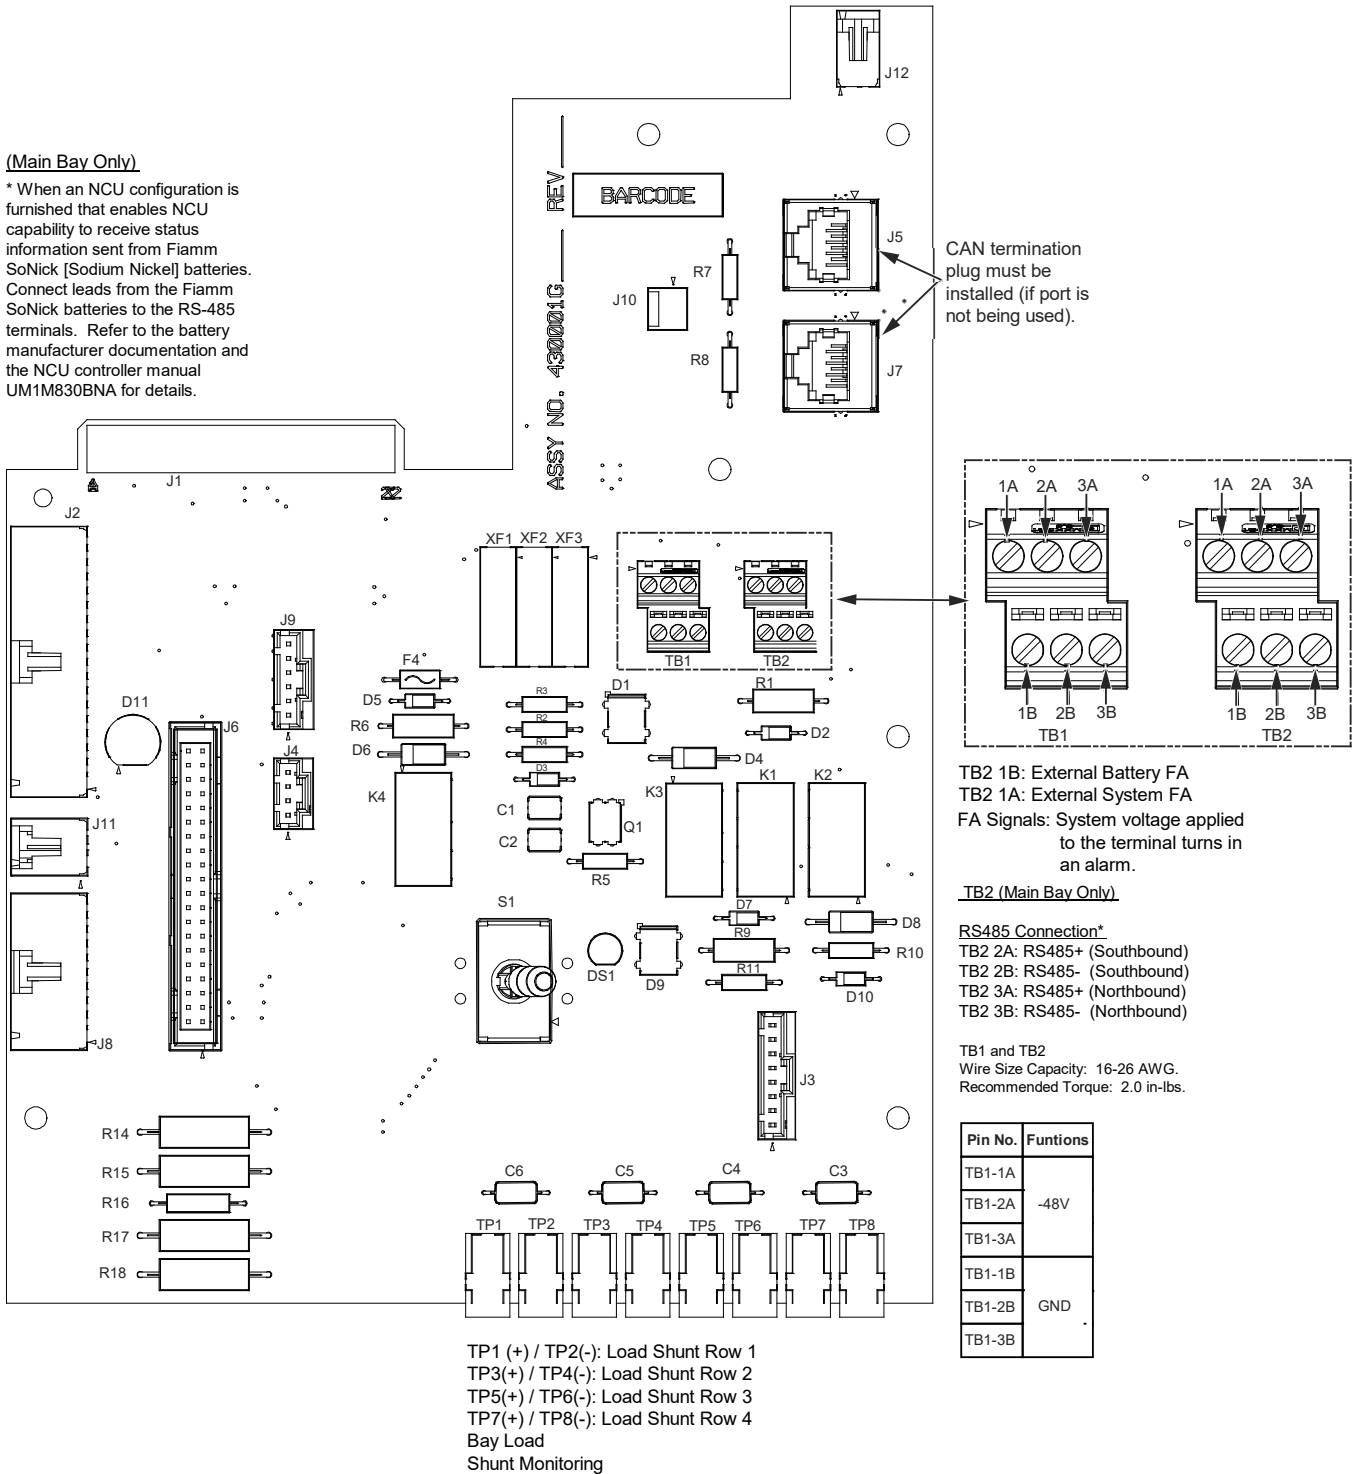 J12
(Main Bay Only)
* When an NCU configuration is
furnished that enables NCU
capability to receive status
information sent from Fiamm
SoNick [Sodium Nickel] batteries.
Connect leads from the Fiamm
SoNick batteries to the RS-485
terminals. Refer to the battery
manufacturer documentation and
the NCU controller manual
UM1M830BNA for details.
ASSY NO. 430001G REV
BARCODE
J5
R7
J10
R8
J7
CAN termination
plug must be
installed (if port is
not being used).
J1
A
J2
XF1 XF2 XF3
TB1 TB2
1A 2A 3A
1A 2A 3A
1B 2B 3B
1B 2B 3B
TB1
TB2
J9
F4
D5
R6
D6
D11
J6
J4
K4
R3
R2
R4
D3
D1
R1
D2
D4
C1
C2
Q1
R5
K3
K1
K2
J11
S1
DS1
D9
D7
R9
R11
D8
R10
D10
J8
J3
TB2 1B: External Battery FA
TB2 1A: External System FA
FA Signals: System voltage applied
to the terminal turns in
an alarm.
TB2 (Main Bay Only)
RS485 Connection*
TB2 2A: RS485+ (Southbound)
TB2 2B: RS485- (Southbound)
TB2 3A: RS485+ (Northbound)
TB2 3B: RS485- (Northbound)
TB1 and TB2
Wire Size Capacity: 16-26 AWG.
Recommended Torque: 2.0 in-lbs.
Pin No. Funtions
TB1-1A
TB1-2A -48V
TB1-3A
TB1-1B
TB1-2B GND
TB1-3B
R14
R15
R16
R17
R18
C6 C5 C4 C3
TP1 TP2 TP3 TP4 TP5 TP6 TP7 TP8
TP1 (+) / TP2(-): Load Shunt Row 1
TP3(+) / TP4(-): Load Shunt Row 2
TP5(+) / TP6(-): Load Shunt Row 3
TP7(+) / TP8(-): Load Shunt Row 4
Bay Load
Shunt Monitoring